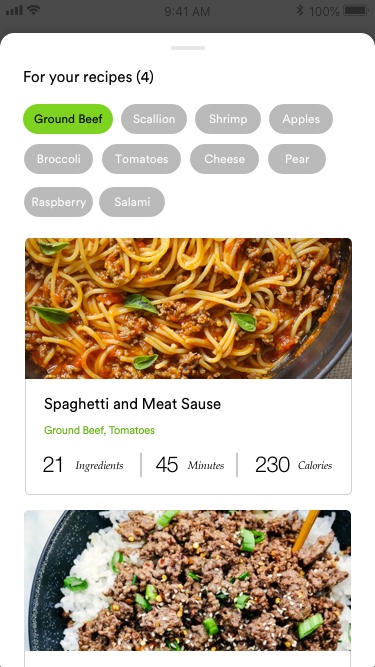 9:41 AM 100%
For your recipes (4)
Ground Beef Scallion Shrimp Apples
Broccoli Tomatoes Cheese Pear
Raspberry Salami
Spaghetti and Meat Sause
Ground Beef, Tomatoes
21 Ingredients 45 Minutes 230 Calories